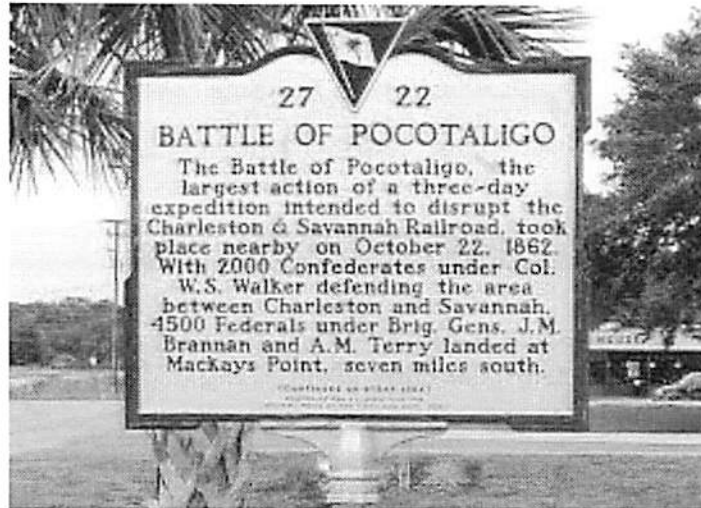 27 22
BATTLE OF POCOTALIGO
The Battle of Pocotaligo, the
largest action of a three-day
expedition intended to disrupt the
Charleston & Savannah Railroad, took
place nearby on October 22, 1862.
With 2000 Confederates under Col.
W.S. Walker defending the area
between Charleston and Savannah,
4500 Federals under Brig. Gens. J.M.
Brannan and A.M. Terry landed at
Mackays Point, seven miles south.
(CONTINUED ON OTHER SIDE)